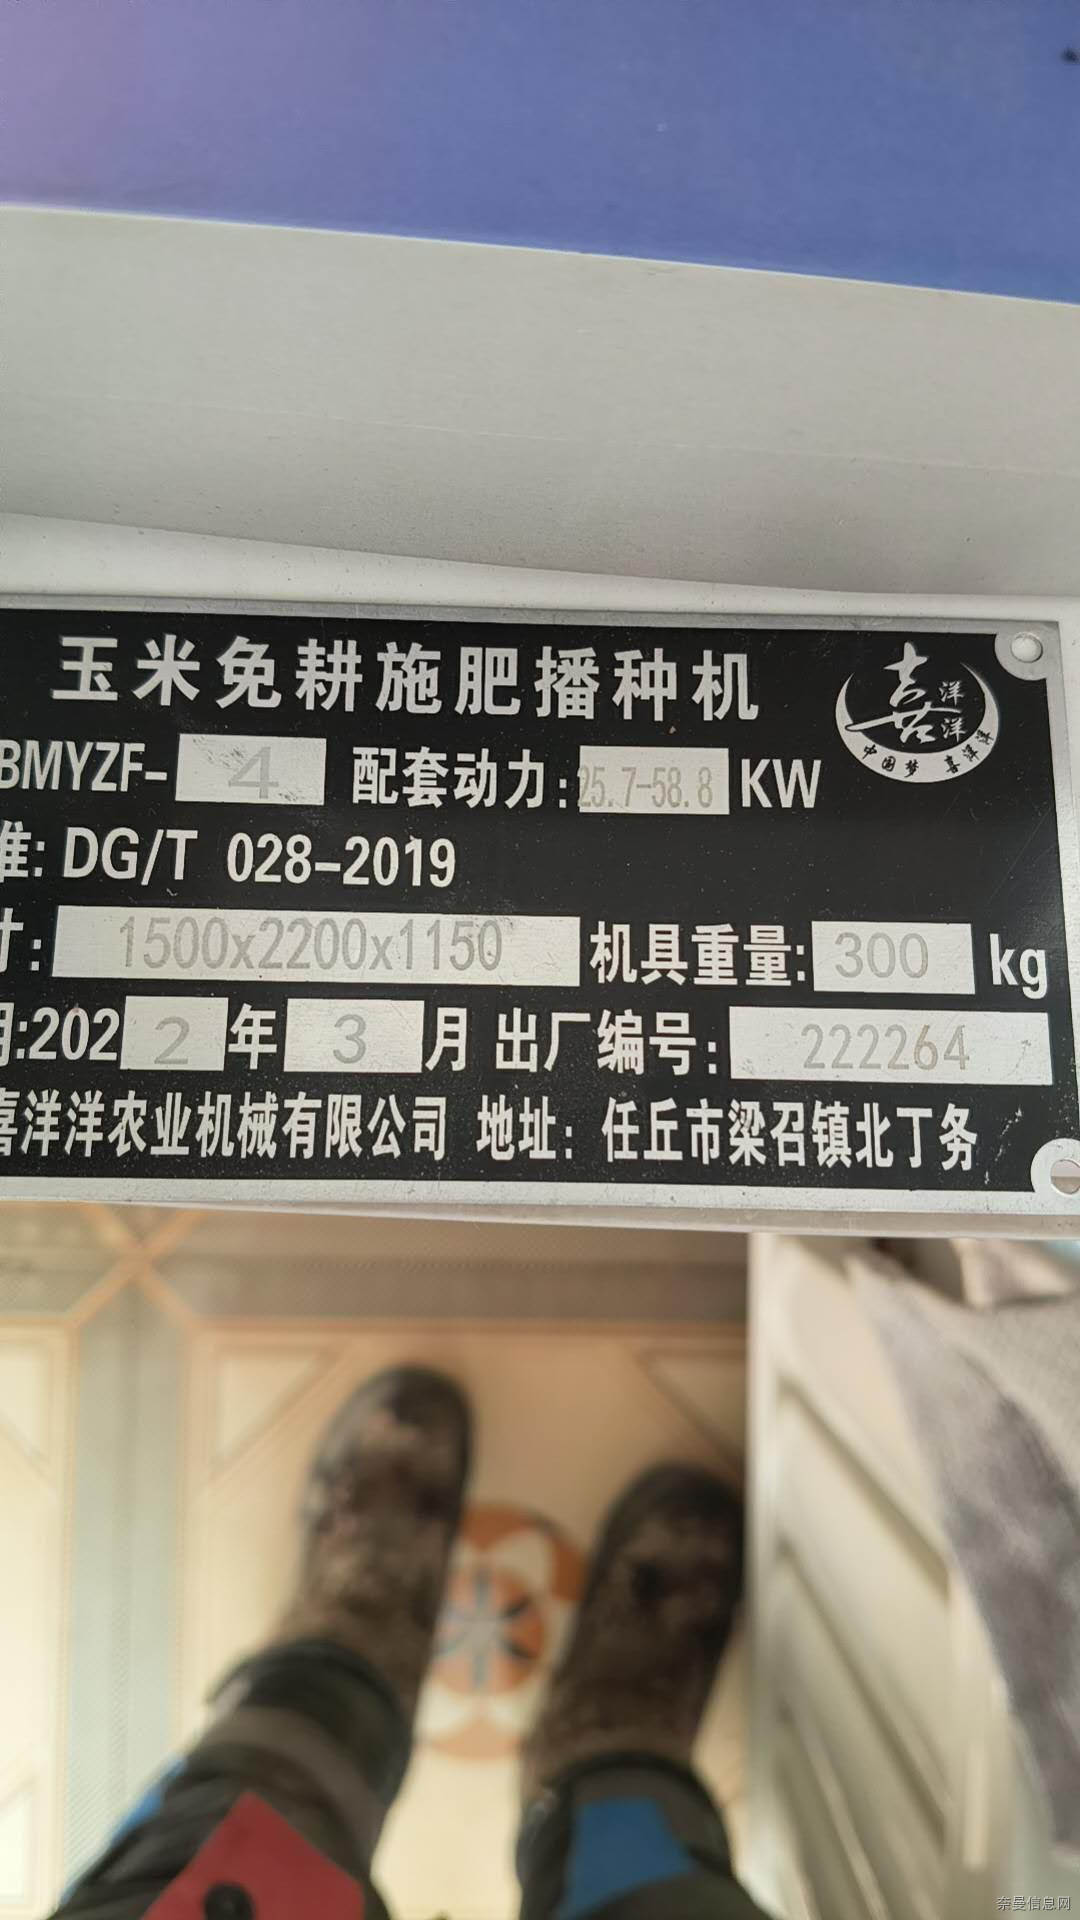 玉米免耕施肥播种机
喜洋洋
中国梦 喜洋洋
BMYZF-4 配套动力:25.7-58.8KW
准: DG/T 028-2019
寸: 1500x2200x1150 机具重量: 300 kg
期:2022年3月 出厂编号: 222264
喜洋洋农业机械有限公司 地址: 任丘市梁召镇北丁务
奈曼信息网